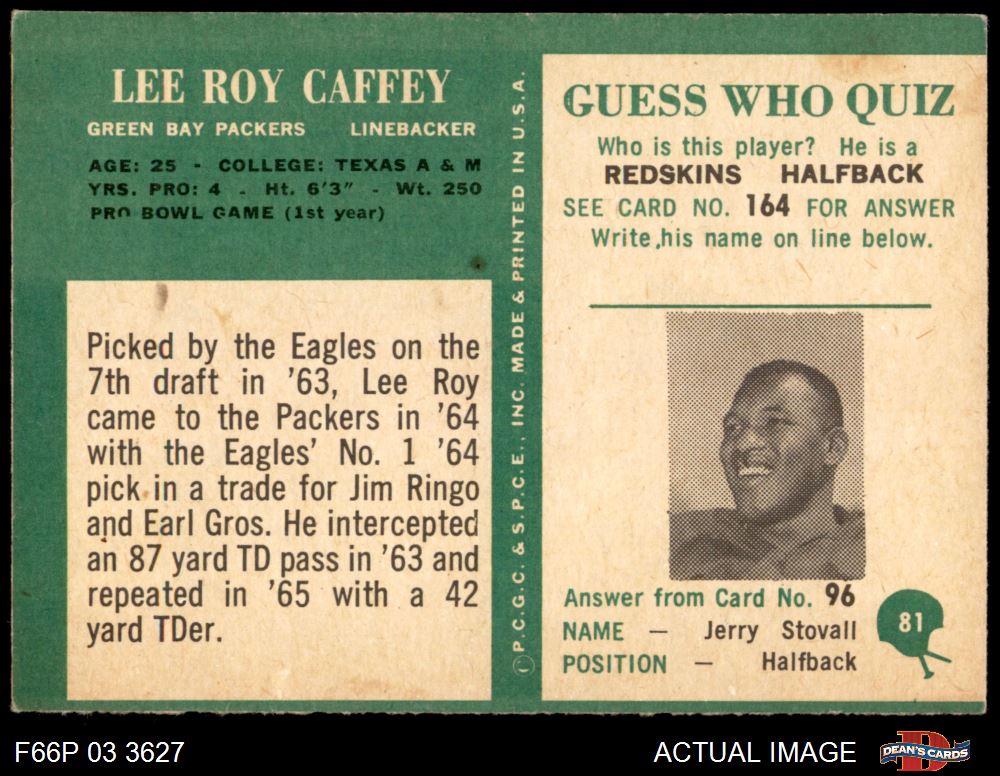 LEE ROY CAFFEY
GREEN BAY PACKERS LINEBACKER
AGE: 25 - COLLEGE: TEXAS A & M
YRS. PRO: 4 - Ht. 6'3" - Wt. 250
PRO BOWL GAME (1st year)
Picked by the Eagles on the
7th draft in '63, Lee Roy
came to the Packers in '64
with the Eagles' No. 1 '64
pick in a trade for Jim Ringo
and Earl Gros. He intercepted
an 87 yard TD pass in '63 and
repeated in '65 with a 42
yard TDer.
Ⓒ P.C.G.C. & S.P.C.E., INC. MADE & PRINTED IN U.S.A.
GUESS WHO QUIZ
Who is this player? He is a
REDSKINS HALFBACK
SEE CARD NO. 164 FOR ANSWER
Write his name on line below.
Answer from Card No. 96
NAME — Jerry Stovall
POSITION — Halfback
81
F66P 03 3627
ACTUAL IMAGE
D
DEAN'S CARDS